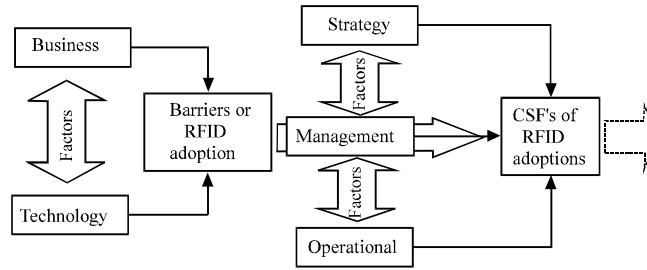 Business
Factors
Technology
Barriers or
RFID
adoption
Strategy
Factors
Management
Factors
Operational
CSF's of
RFID
adoptions